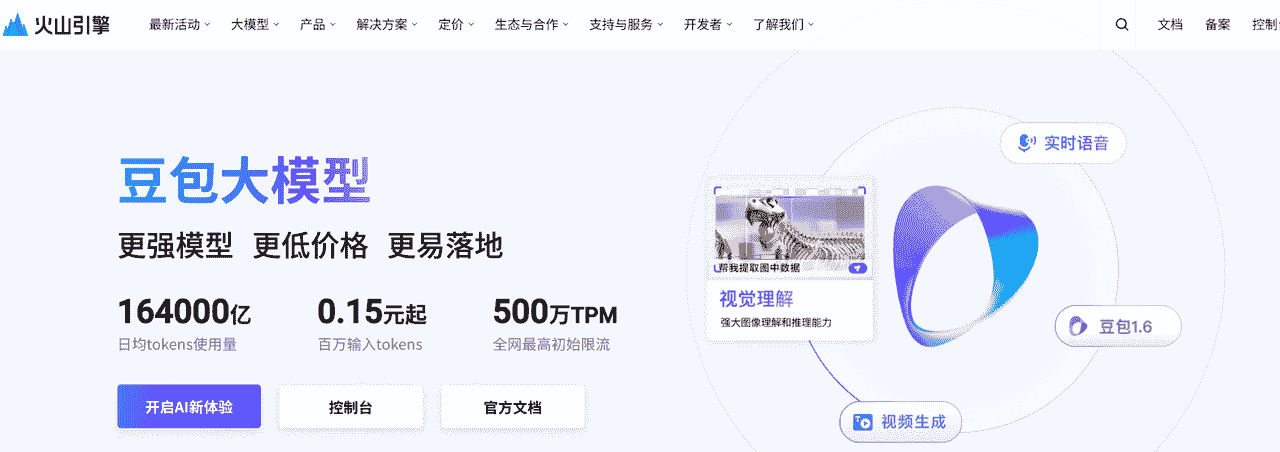 火山引擎 最新活动 大模型 产品 解决方案 定价 生态与合作 支持与服务 开发者 了解我们 文档 备案 控制
实时语音
豆包大模型
更强模型 更低价格 更易落地
帮我提取图中数据
视觉理解
强大图像理解和推理能力
164000亿 0.15元起 500万TPM
日均tokens使用量 百万输入tokens 全网最高初始限流
豆包1.6
开启AI新体验 控制台 官方文档
视频生成